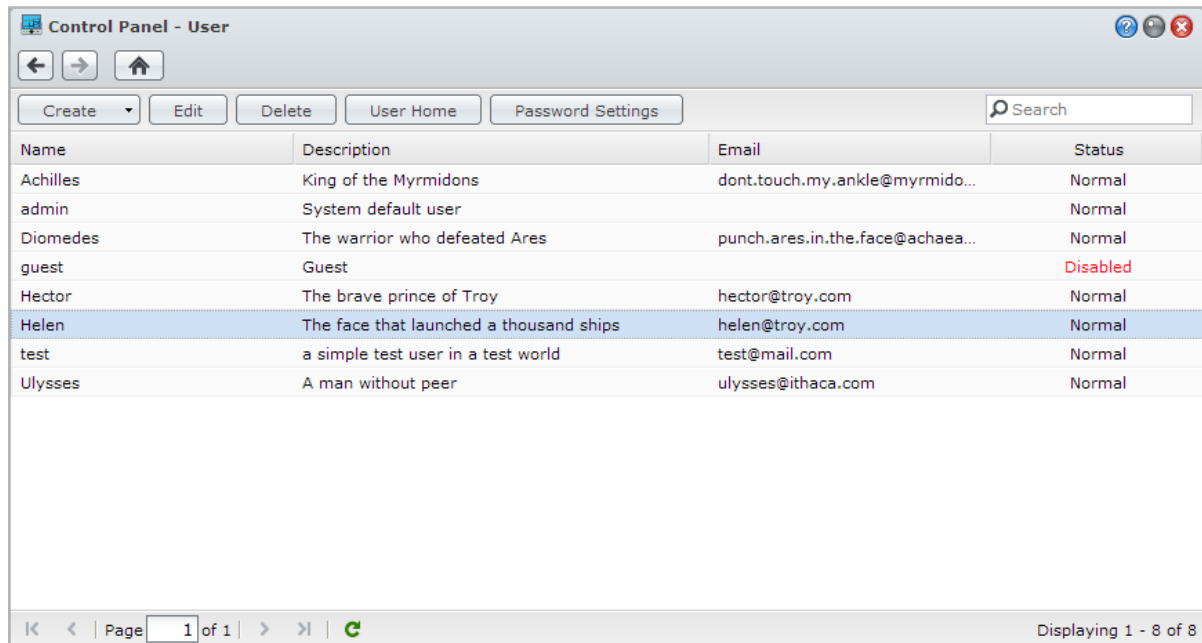 Control Panel - User
Create Edit Delete User Home Password Settings Search
Name Description Email Status
Achilles King of the Myrmidons dont.touch.my.ankle@myrmido... Normal
admin System default user Normal
Diomedes The warrior who defeated Ares punch.ares.in.the.face@achaea... Normal
guest Guest Disabled
Hector The brave prince of Troy hector@troy.com Normal
Helen The face that launched a thousand ships helen@troy.com Normal
test a simple test user in a test world test@mail.com Normal
Ulysses A man without peer ulysses@ithaca.com Normal
Page 1 of 1 Displaying 1 - 8 of 8